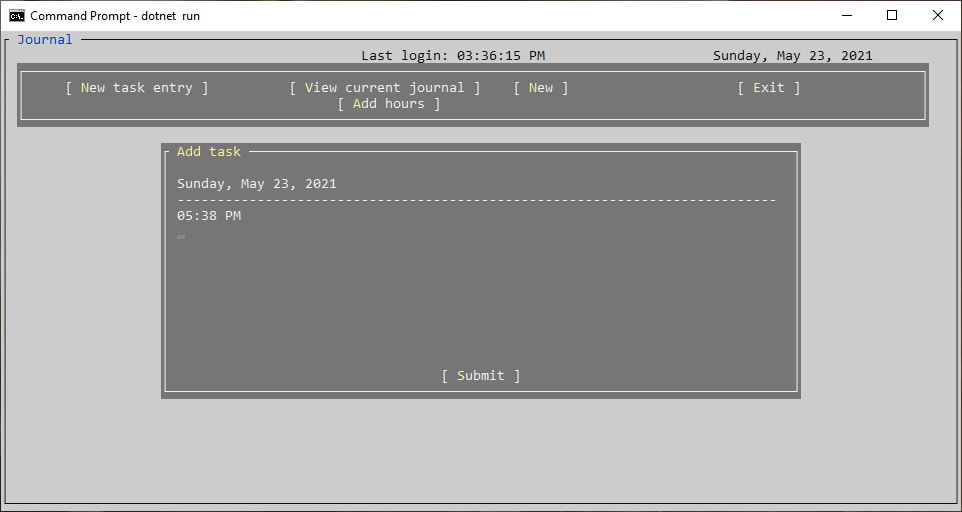 Command Prompt - dotnet run
Journal
Last login: 03:36:15 PM Sunday, May 23, 2021
[ New task entry ] [ View current journal ] [ New ] [ Exit ]
[ Add hours ]
Add task
Sunday, May 23, 2021
---------------------------------------------------------------------------
05:38 PM
[ Submit ]